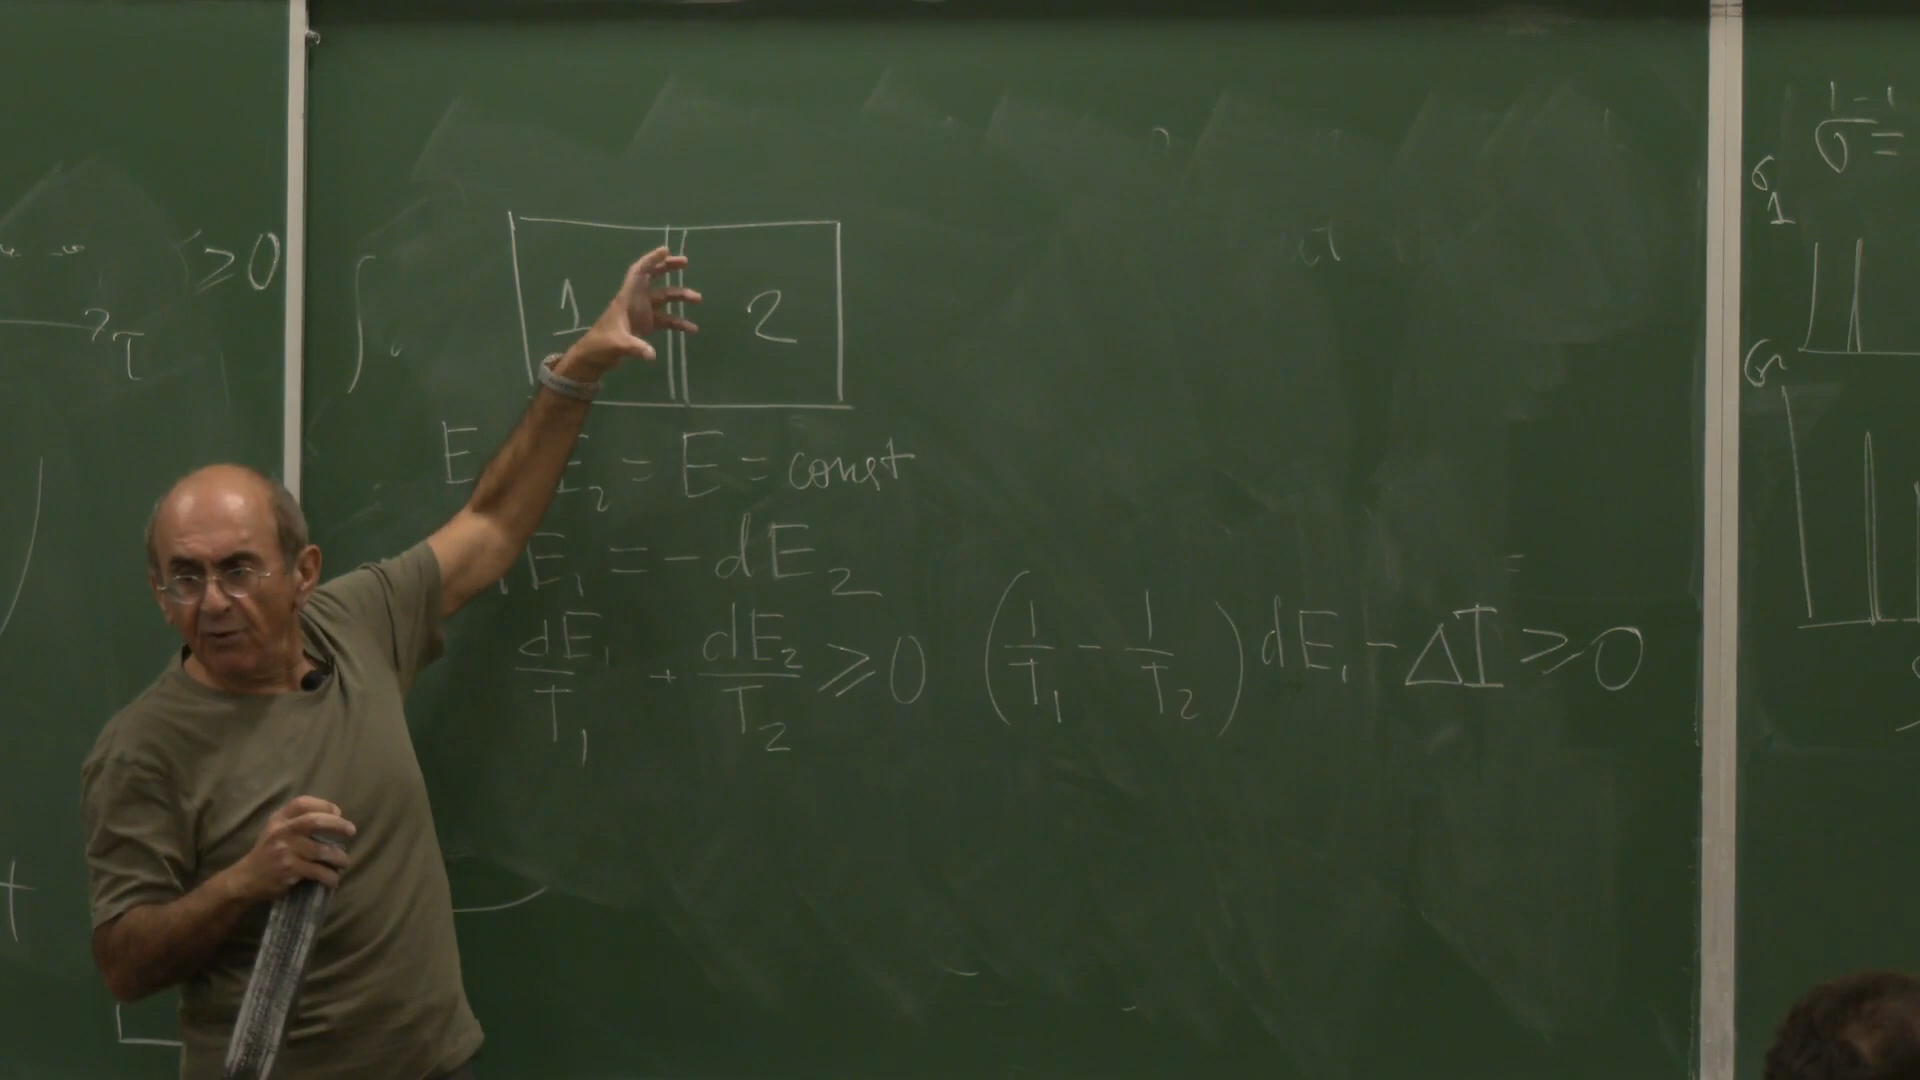 ≥ 0
τ
1 2
E₂ = E = const
E₁ = - dE₂
dE₁/T₁ + dE₂/T₂ ≥ 0 (1/T₁ - 1/T₂) dE₁ - ΔI ≥ 0
σ =
1